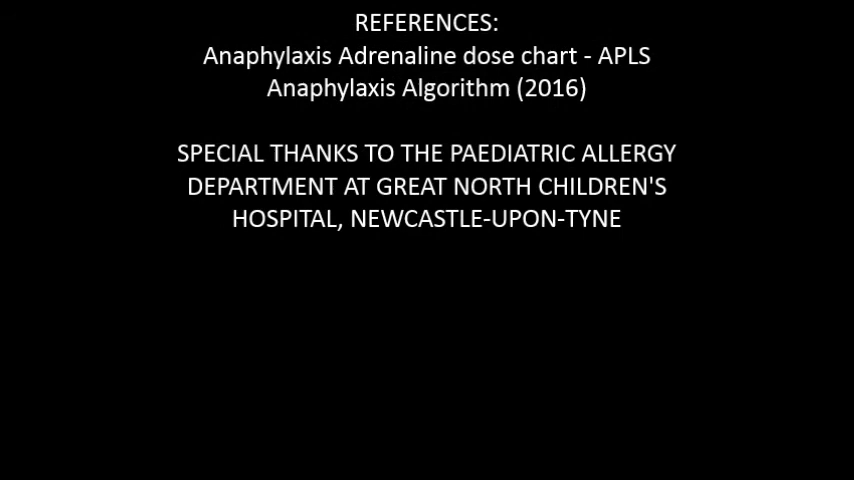 REFERENCES:
Anaphylaxis Adrenaline dose chart - APLS
Anaphylaxis Algorithm (2016)
SPECIAL THANKS TO THE PAEDIATRIC ALLERGY
DEPARTMENT AT GREAT NORTH CHILDREN'S
HOSPITAL, NEWCASTLE-UPON-TYNE